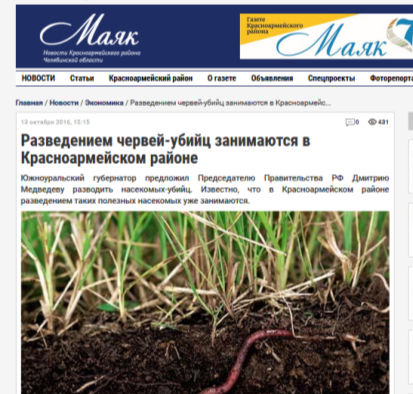 Маяк
Новости Красноармейского района
Челябинской области
Газете
Красноармейского
района
Маяк
НОВОСТИ Статьи Красноармейский район О газете Объявления Спецпроекты Фоторепорта
Главная / Новости / Экономика / Разведением червей-убийц занимаются в Красноармейс...
13 октября 2016, 15:15 0 431
Разведением червей-убийц занимаются в
Красноармейском районе
Южноуральский губернатор предложил Председателю Правительства РФ Дмитрию
Медведеву разводить насекомых-убийц. Известно, что в Красноармейском районе
разведением таких полезных насекомых уже занимаются.